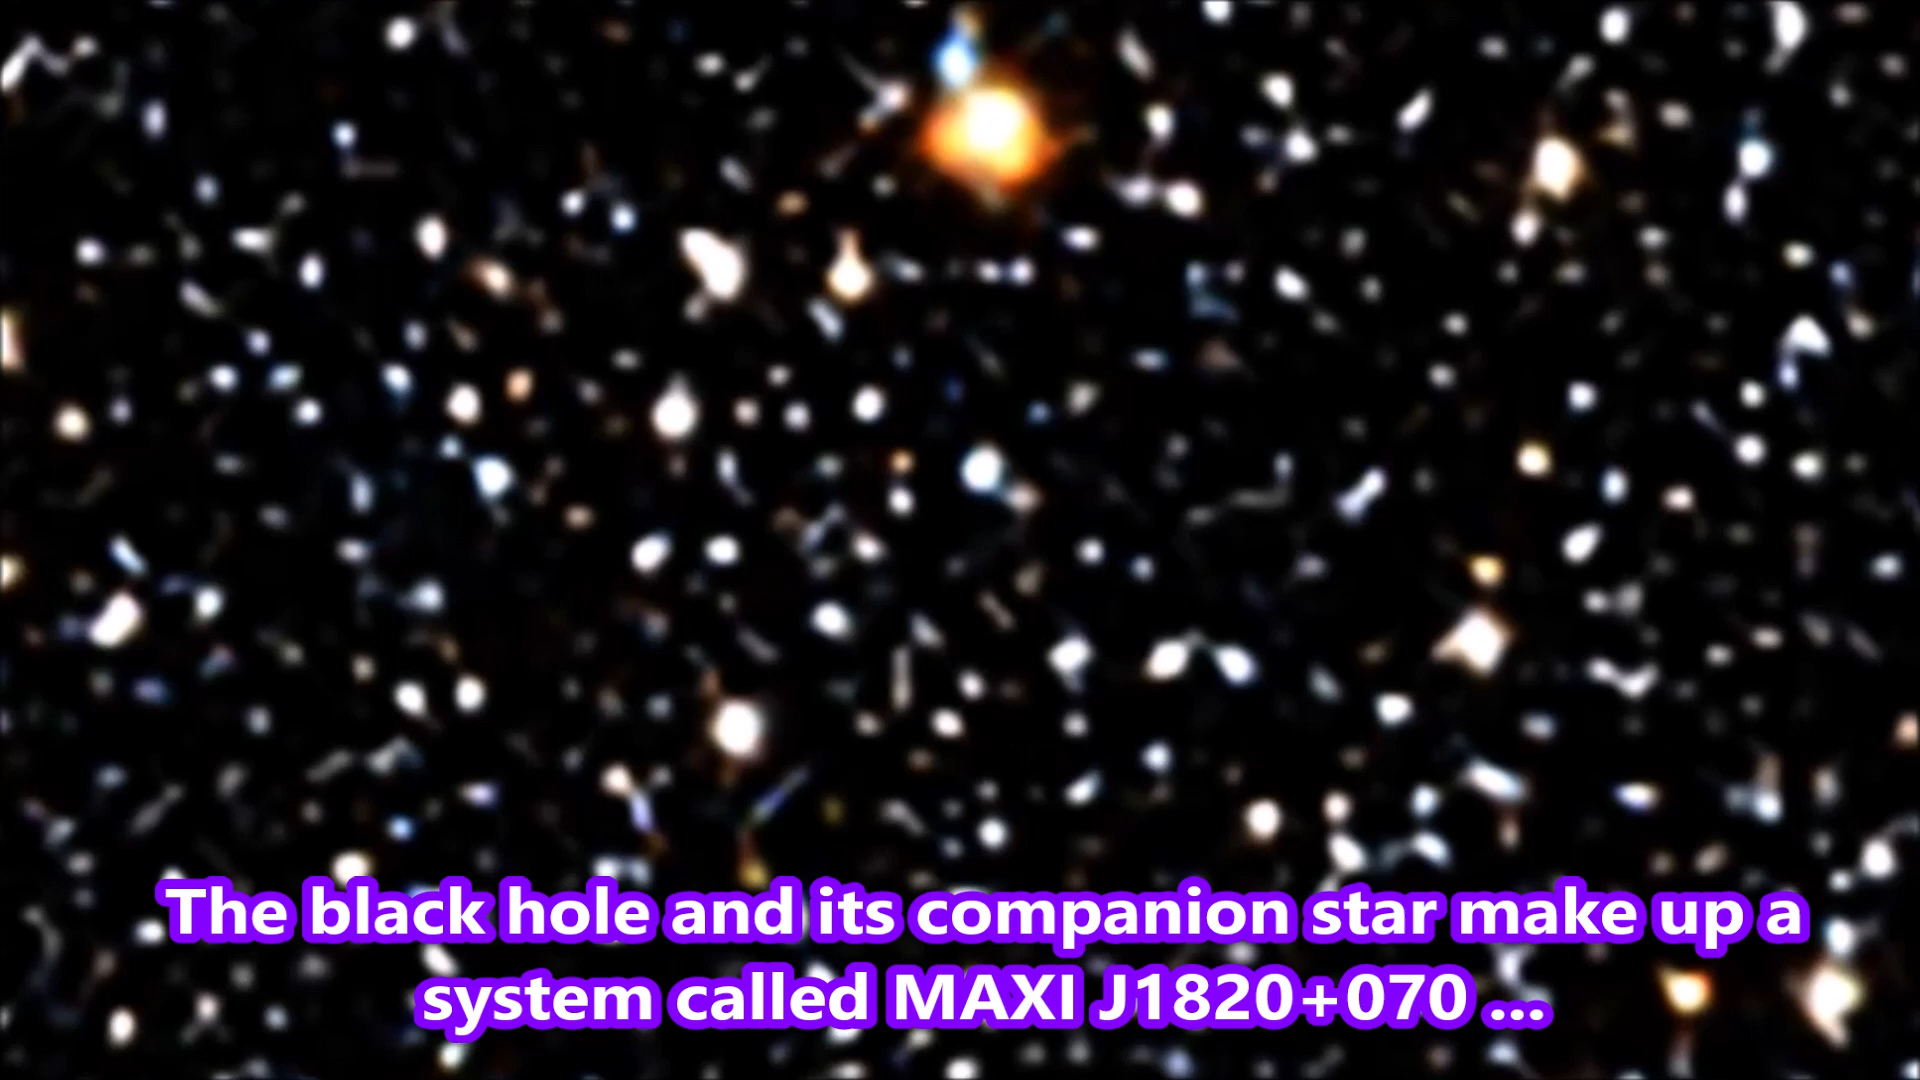 The black hole and its companion star make up a
system called MAXI J1820+070 ...